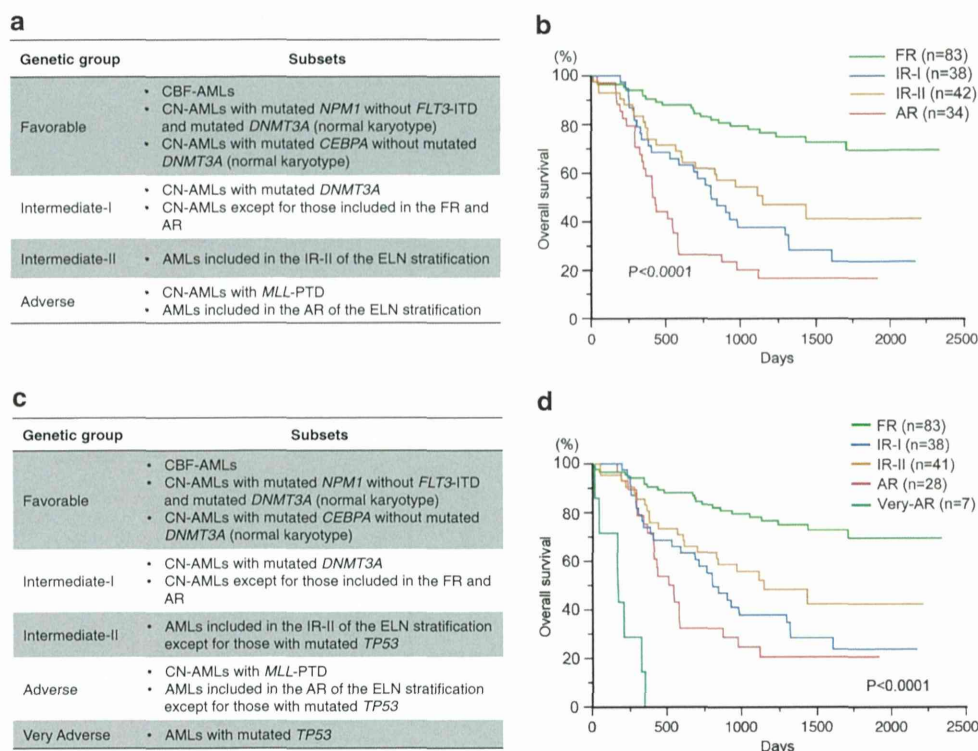 a
Genetic group Subsets
Favorable
• CBF-AMLs
• CN-AMLs with mutated NPM1 without FLT3-ITD
and mutated DNMT3A (normal karyotype)
• CN-AMLs with mutated CEBPA without mutated
DNMT3A (normal karyotype)
Intermediate-I
• CN-AMLs with mutated DNMT3A
• CN-AMLs except for those included in the FR and
AR
Intermediate-II • AMLs included in the IR-II of the ELN stratification
Adverse
• CN-AMLs with MLL-PTD
• AMLs included in the AR of the ELN stratification
b
(%)
100
80
60
40
20
0
Overall survival
FR (n=83)
IR-I (n=38)
IR-II (n=42)
AR (n=34)
P<0.0001
0 500 1000 1500 2000 2500
Days
c
Genetic group Subsets
Favorable
• CBF-AMLs
• CN-AMLs with mutated NPM1 without FLT3-ITD
and mutated DNMT3A (normal karyotype)
• CN-AMLs with mutated CEBPA without mutated
DNMT3A (normal karyotype)
Intermediate-I
• CN-AMLs with mutated DNMT3A
• CN-AMLs except for those included in the FR and
AR
Intermediate-II
• AMLs included in the IR-II of the ELN stratification
except for those with mutated TP53
Adverse
• CN-AMLs with MLL-PTD
• AMLs included in the AR of the ELN stratification
except for those with mutated TP53
Very Adverse • AMLs with mutated TP53
d
(%)
100
80
60
40
20
0
Overall survival
FR (n=83)
IR-I (n=38)
IR-II (n=41)
AR (n=28)
Very-AR (n=7)
P<0.0001
0 500 1000 1500 2000 2500
Days